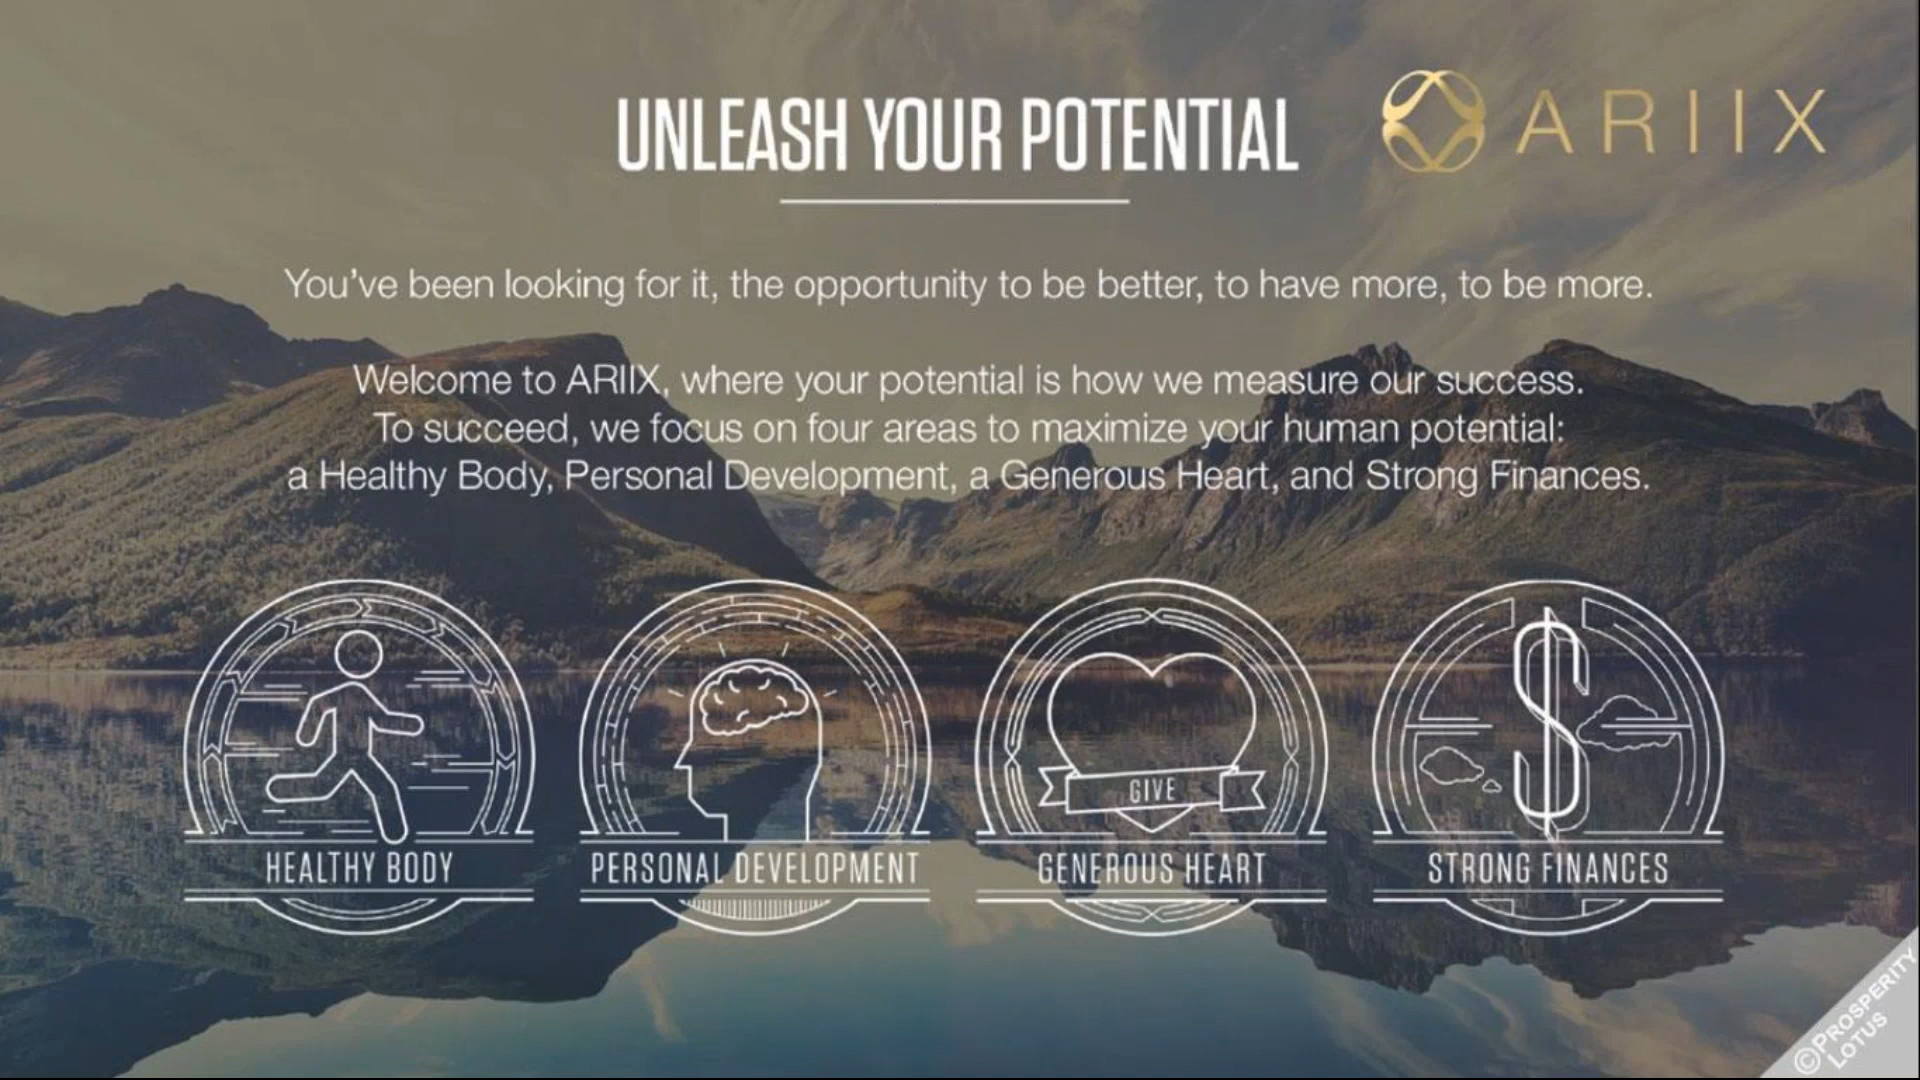 UNLEASH YOUR POTENTIAL
ARIIX
You've been looking for it, the opportunity to be better, to have more, to be more.
Welcome to ARIIX, where your potential is how we measure our success.
To succeed, we focus on four areas to maximize your human potential:
a Healthy Body, Personal Development, a Generous Heart, and Strong Finances.
GIVE
HEALTHY BODY
PERSONAL DEVELOPMENT
GENEROUS HEART
STRONG FINANCES
©PROSPERITY
LOTUS